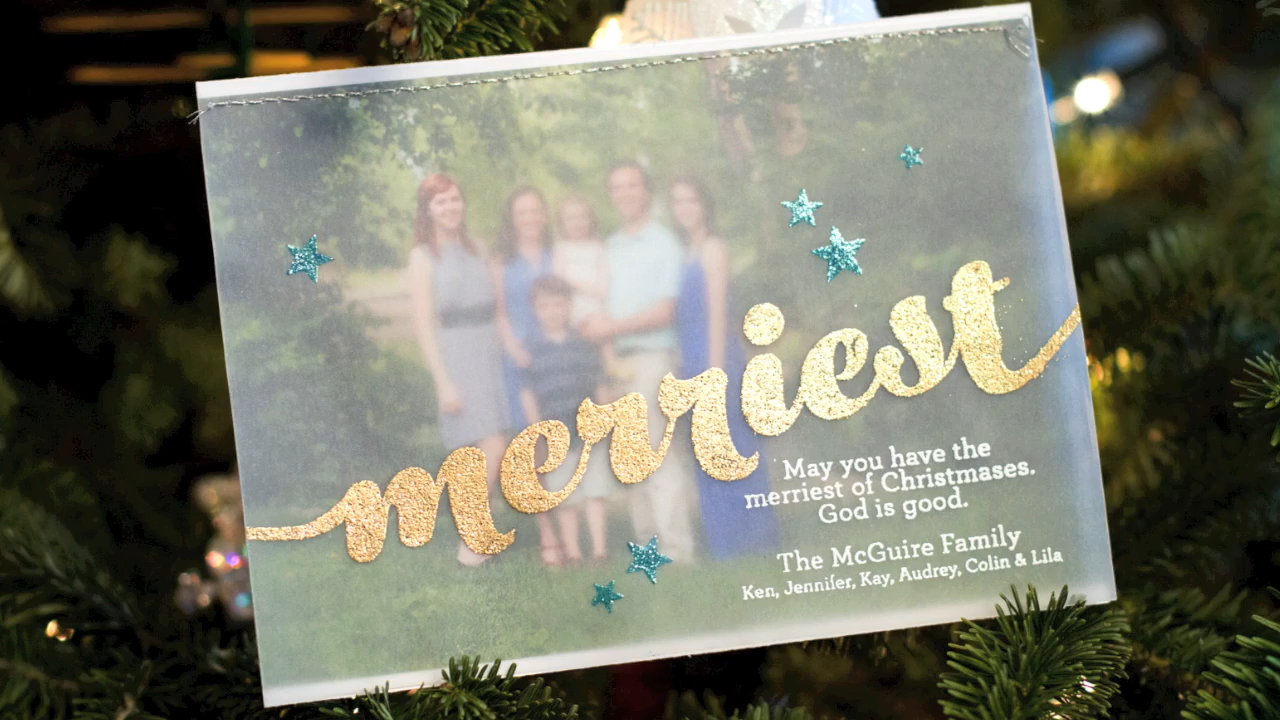 merriest
May you have the
merriest of Christmases.
God is good.
The McGuire Family
Ken, Jennifer, Kay, Audrey, Colin & Lila